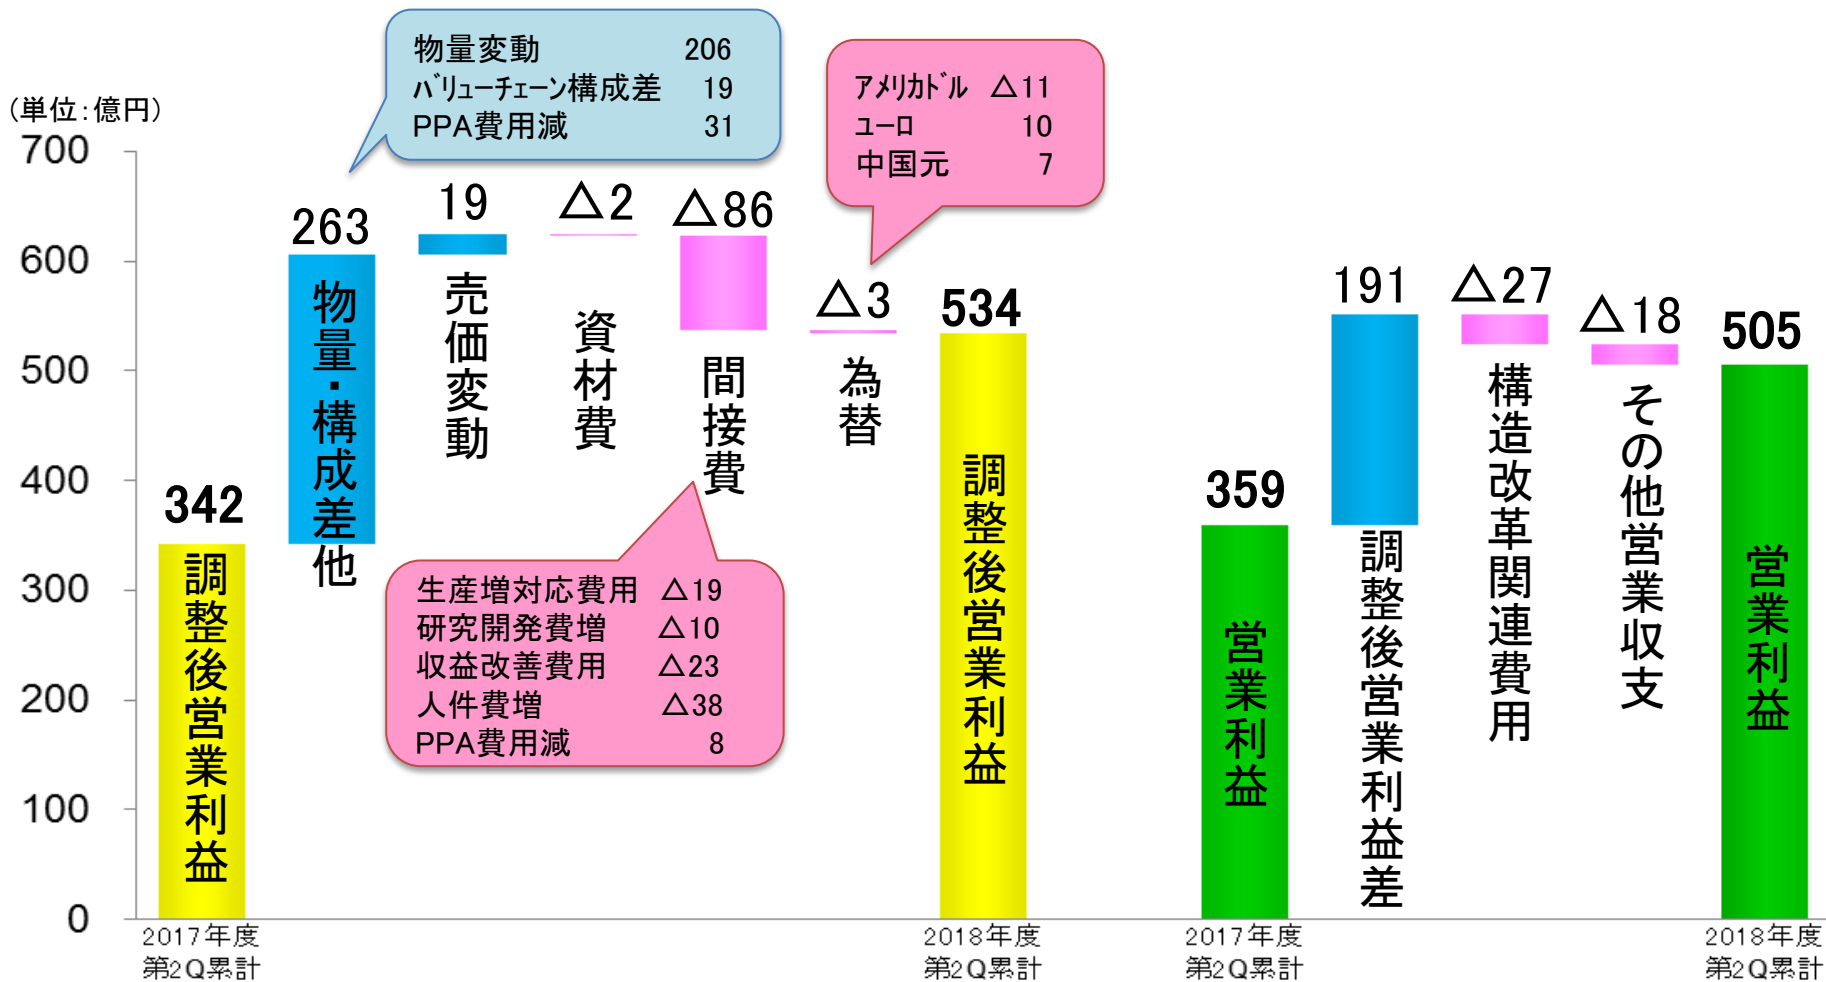 (単位：億円)
物量変動 206
バリューチェーン構成差 19
PPA費用減 31
アメリカドル △11
ユーロ 10
中国元 7
700
600
500
400
300
200
100
0
342
調整後営業利益
263
物量・構成差他
19
売価変動
△2
資材費
△86
間接費
△3
為替
534
調整後営業利益
生産増対応費用 △19
研究開発費増 △10
収益改善費用 △23
人件費増 △38
PPA費用減 8
359
営業利益
191
調整後営業利益差
△27
構造改革関連費用
△18
その他営業収支
505
営業利益
2017年度
第2Q累計
2018年度
第2Q累計
2017年度
第2Q累計
2018年度
第2Q累計